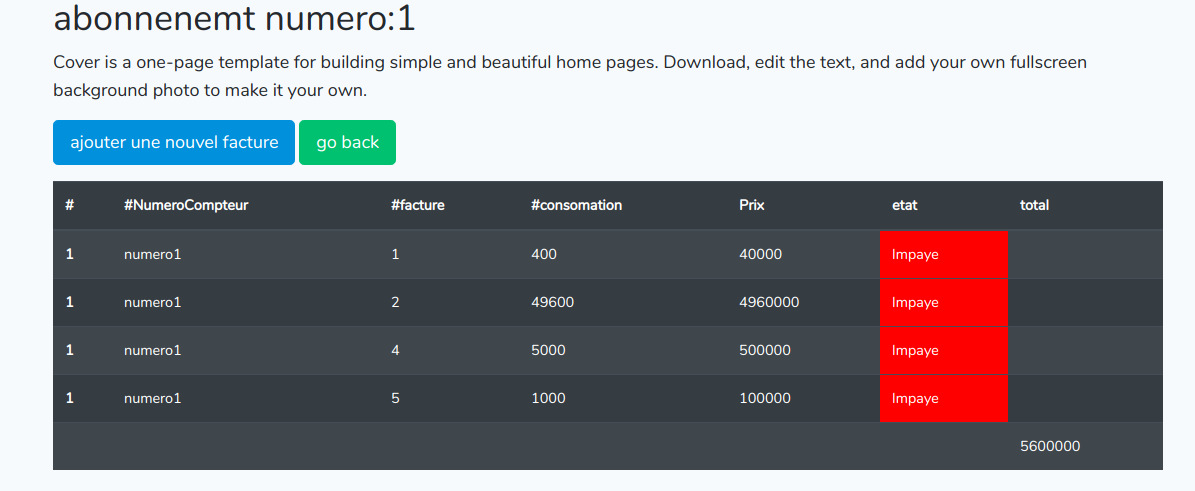 abonnenemt numero:1
Cover is a one-page template for building simple and beautiful home pages. Download, edit the text, and add your own fullscreen
background photo to make it your own.
ajouter une nouvel facture go back
# #NumeroCompteur #facture #consomation Prix etat total
1 numero1 1 400 40000 Impaye
1 numero1 2 49600 4960000 Impaye
1 numero1 4 5000 500000 Impaye
1 numero1 5 1000 100000 Impaye
5600000